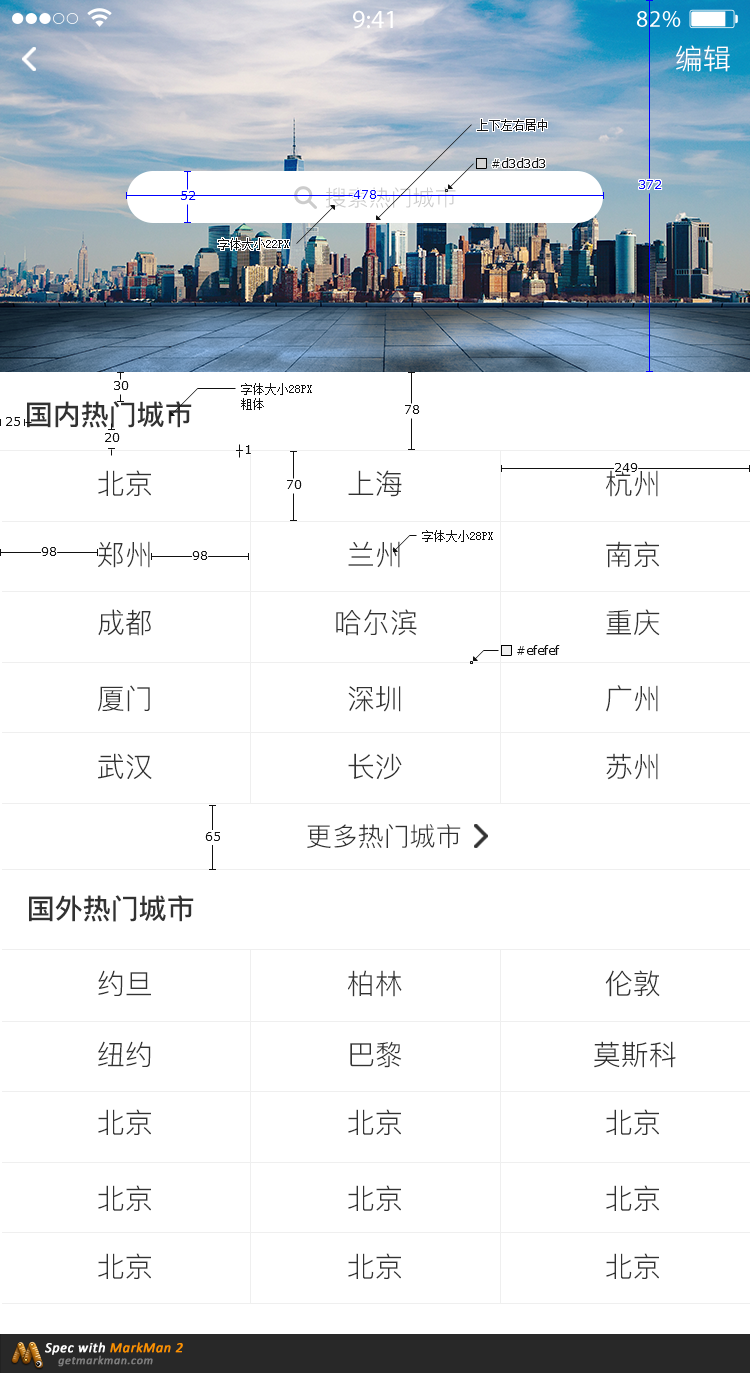 9:41
82%
编辑
上下左右居中
#d3d3d3
372
52
478
搜索热门城市
字体大小22PX
30
字体大小28PX
粗体
78
25
国内热门城市
20
1
249
北京
70
上海
杭州
字体大小28PX
98
98
郑州
兰州
南京
成都
哈尔滨
重庆
#efefef
厦门
深圳
广州
武汉
长沙
苏州
65
更多热门城市
国外热门城市
约旦
柏林
伦敦
纽约
巴黎
莫斯科
北京
北京
北京
北京
北京
北京
北京
北京
北京
Spec with MarkMan 2
getmarkman.com